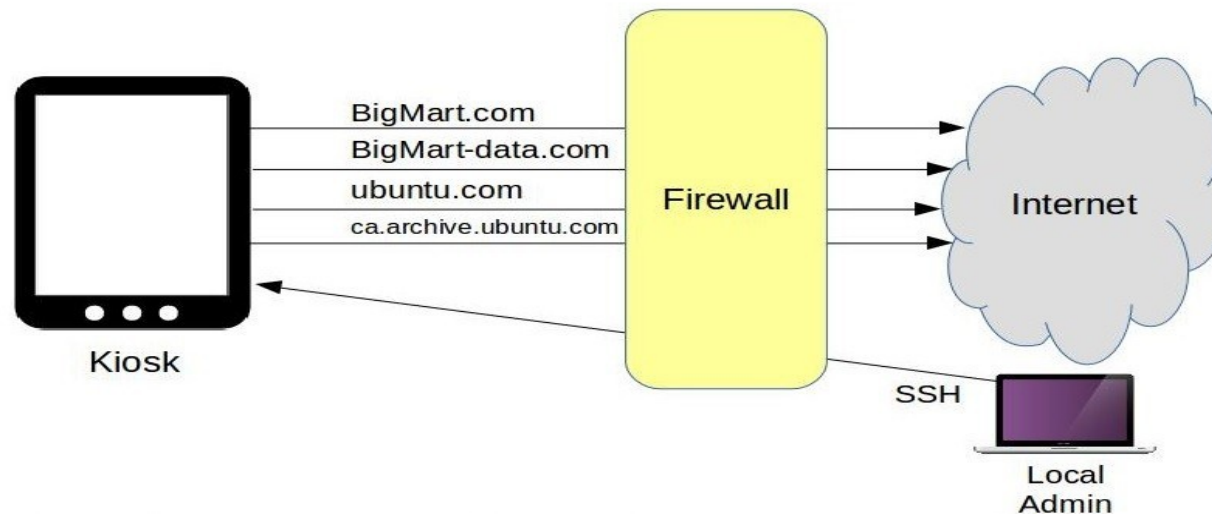 BigMart.com
BigMart-data.com
ubuntu.com
ca.archive.ubuntu.com
Firewall
Internet
Kiosk
SSH
Local
Admin